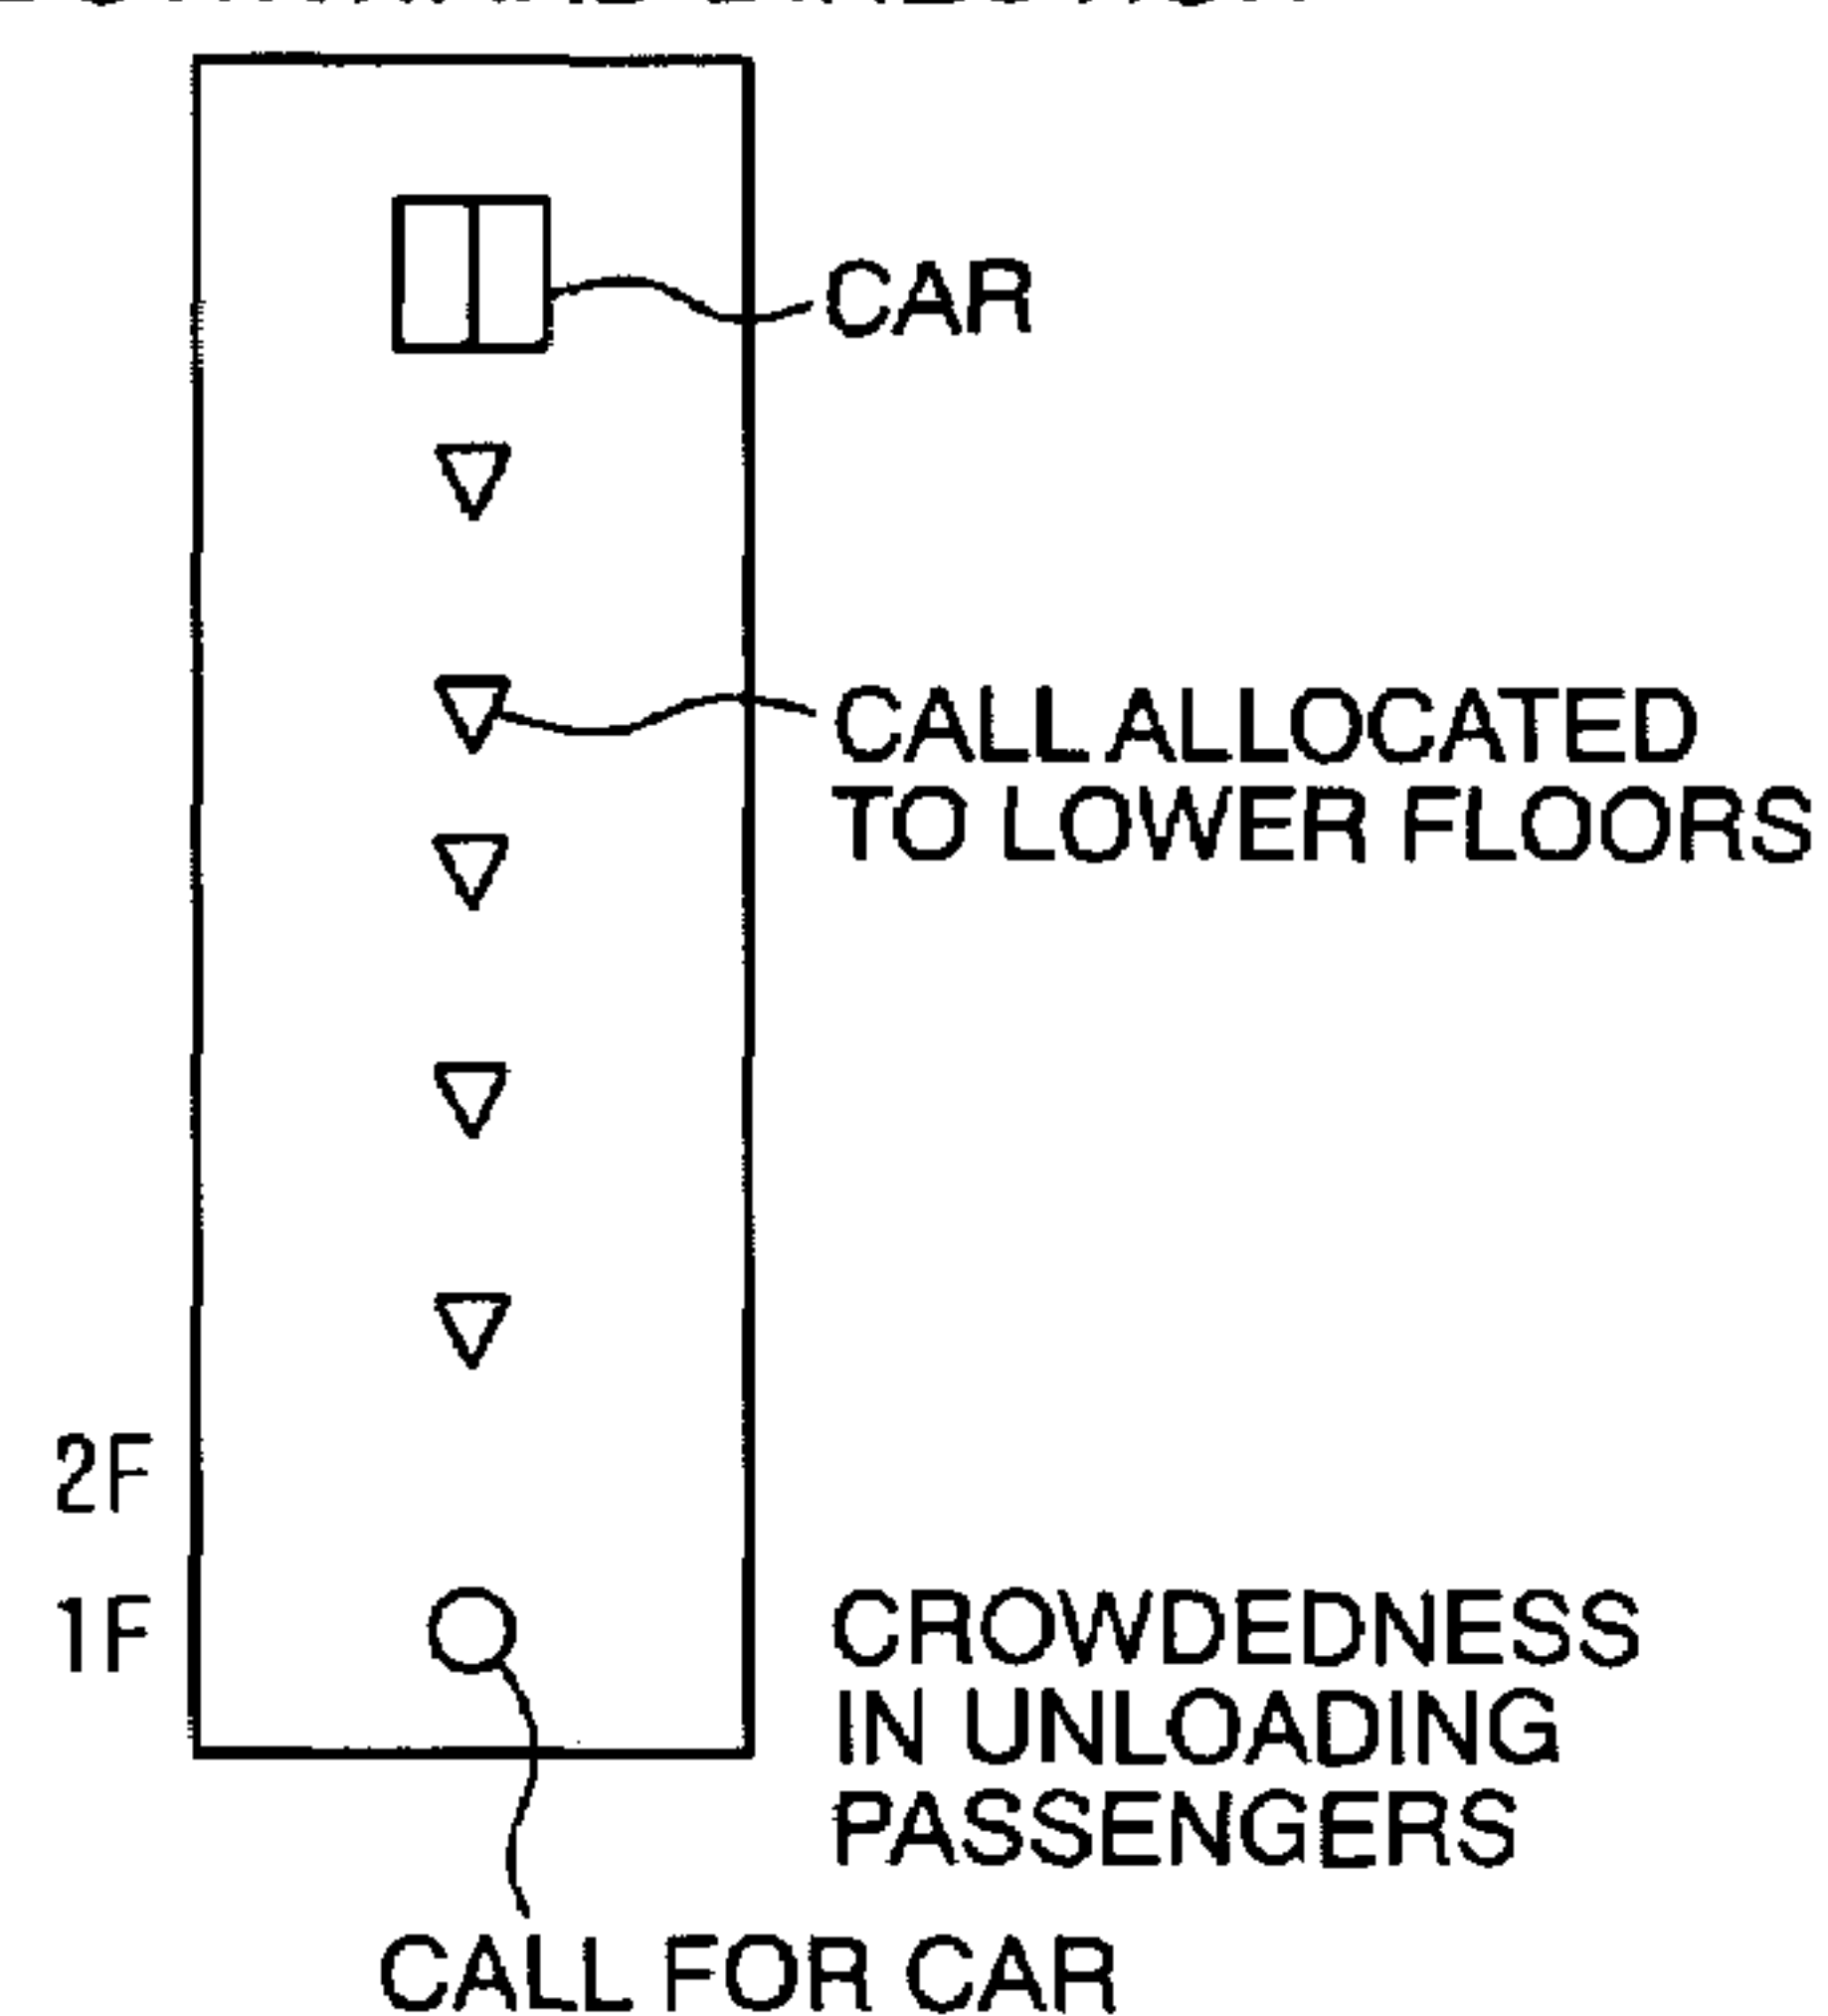 CAR
CALL ALLOCATED
TO LOWER FLOORS
2F
1F
CROWDEDNESS
IN UNLOADING
PASSENGERS
CALL FOR CAR